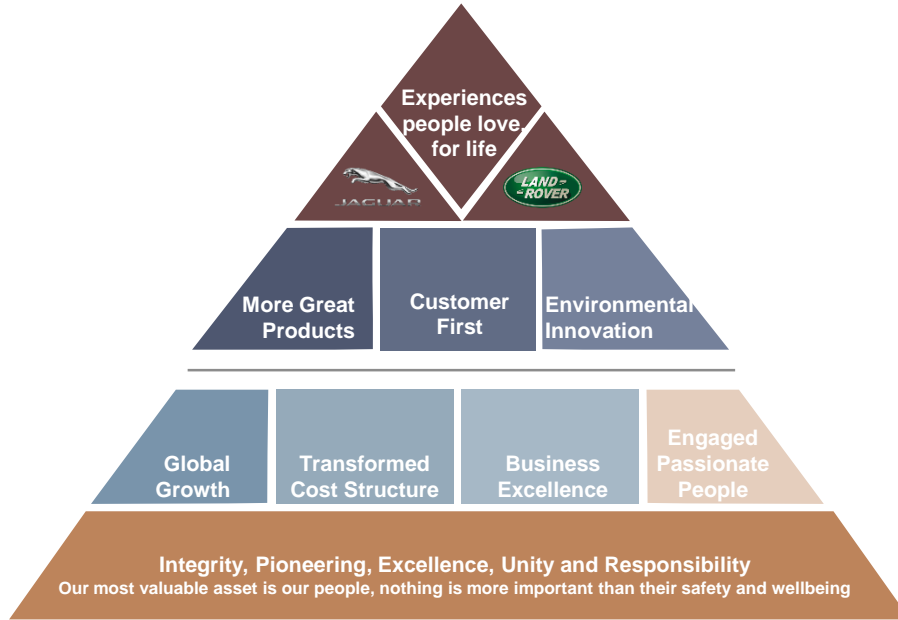 Experiences
people love,
for life
JAGUAR
LAND-
-ROVER
More Great
Products
Customer
First
Environmental
Innovation
Global
Growth
Transformed
Cost Structure
Business
Excellence
Engaged
Passionate
People
Integrity, Pioneering, Excellence, Unity and Responsibility
Our most valuable asset is our people, nothing is more important than their safety and wellbeing